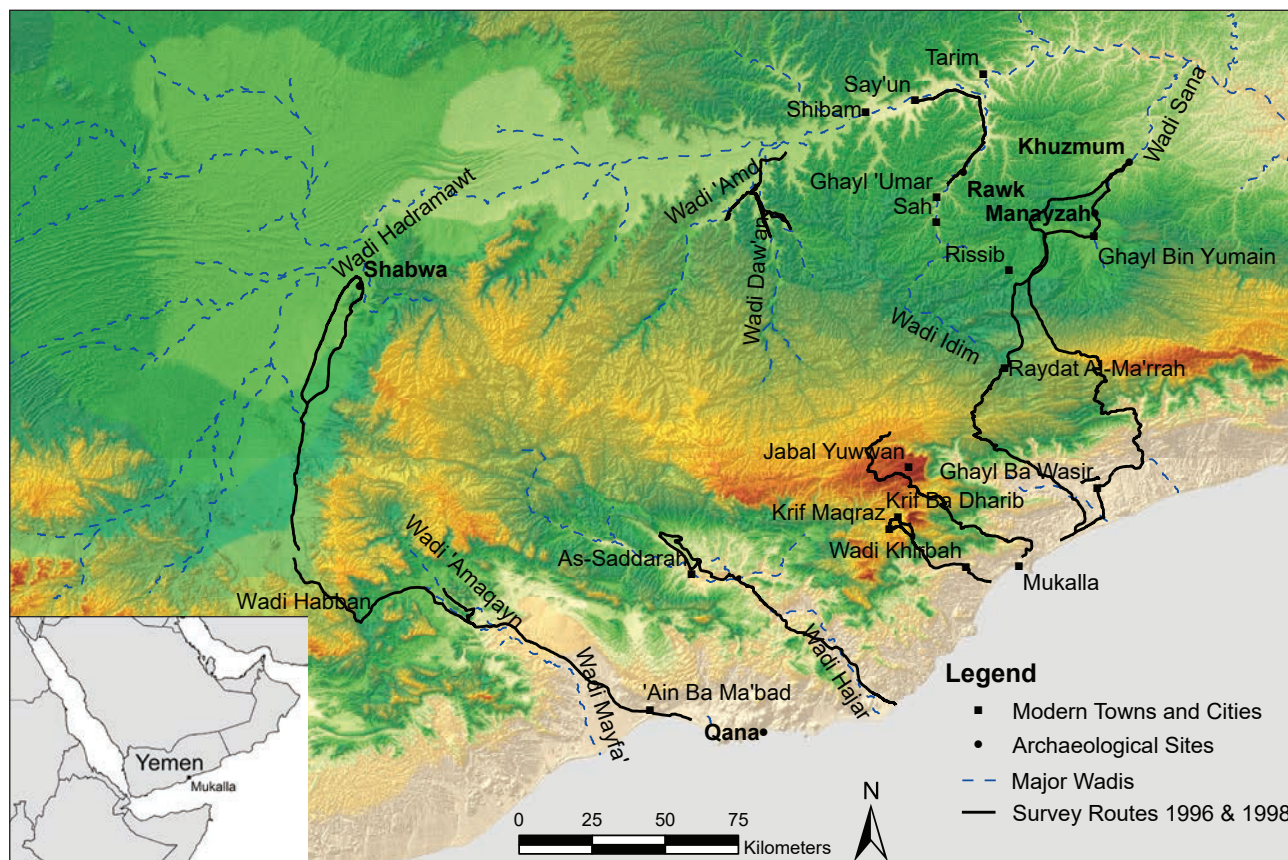 Tarim
Say'un
Shibam
Wadi Sana
Khuzmum
Wadi 'Amd
Ghayl 'Umar
Rawk
Sah
Manayzah
Wadi Hadramawt
Shabwa
Wadi Daw'an
Rissib
Ghayl Bin Yumain
Wadi Idim
Raydat Al-Ma'rrah
Jabal Yuwwan
Ghayl Ba Wasir
Krif Ba Dharib
Krif Maqraz
Wadi Khirbah
As-Saddarah
Mukalla
Wadi 'Amaqayn
Wadi Habban
Wadi Hajar
Wadi Mayfa'
'Ain Ba Ma'bad
Qana
Yemen
Mukalla
Legend
Modern Towns and Cities
Archaeological Sites
Major Wadis
Survey Routes 1996 & 1998
N
0 25 50 75
Kilometers